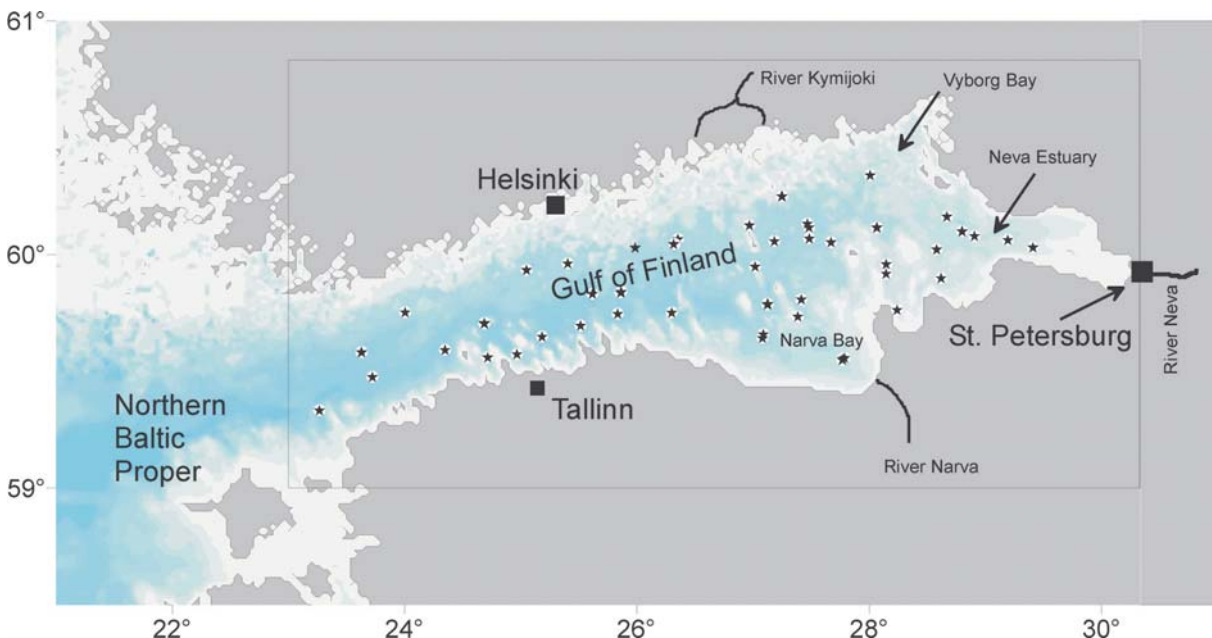 61°
River Kymijoki
Vyborg Bay
Neva Estuary
Helsinki
60°
Gulf of Finland
St. Petersburg
River Neva
Narva Bay
Tallinn
Northern
Baltic
Proper
River Narva
59°
22°
24°
26°
28°
30°